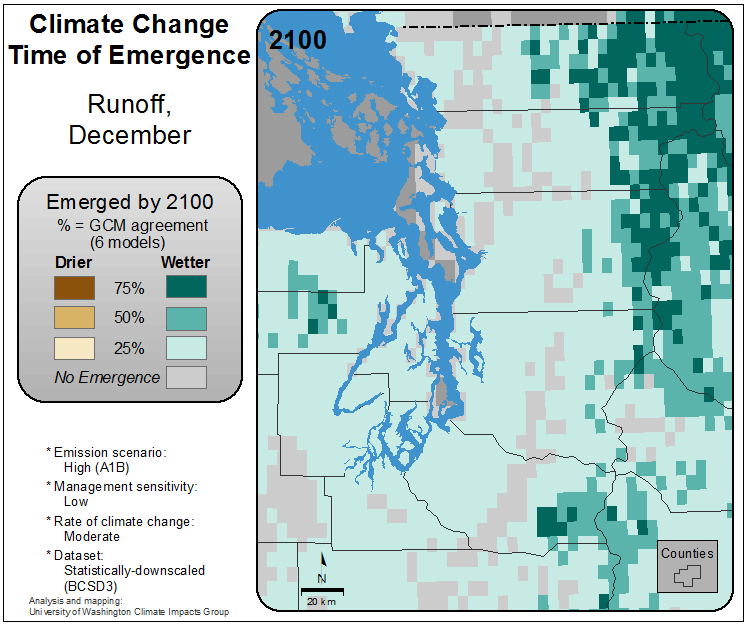 Climate Change
Time of Emergence
Runoff,
December
Emerged by 2100
% = GCM agreement
(6 models)
Drier Wetter
75%
50%
25%
No Emergence
* Emission scenario:
High (A1B)
* Management sensitivity:
Low
* Rate of climate change:
Moderate
* Dataset:
Statistically-downscaled
(BCSD3)
Analysis and mapping:
University of Washington Climate Impacts Group
2100
N
20 km
Counties